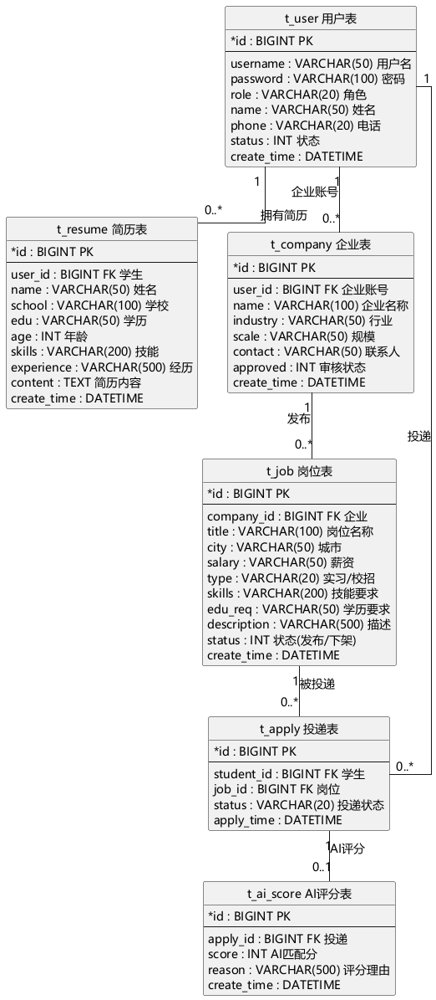 t_user 用户表
*id : BIGINT PK
username : VARCHAR(50) 用户名
password : VARCHAR(100) 密码
role : VARCHAR(20) 角色
name : VARCHAR(50) 姓名
phone : VARCHAR(20) 电话
status : INT 状态
create_time : DATETIME
1
1
1
企业账号
0..*
拥有简历
0..*
t_resume 简历表
*id : BIGINT PK
user_id : BIGINT FK 学生
name : VARCHAR(50) 姓名
school : VARCHAR(100) 学校
edu : VARCHAR(50) 学历
age : INT 年龄
skills : VARCHAR(200) 技能
experience : VARCHAR(500) 经历
content : TEXT 简历内容
create_time : DATETIME
t_company 企业表
*id : BIGINT PK
user_id : BIGINT FK 企业账号
name : VARCHAR(100) 企业名称
industry : VARCHAR(50) 行业
scale : VARCHAR(50) 规模
contact : VARCHAR(50) 联系人
approved : INT 审核状态
create_time : DATETIME
1
发布
0..*
投递
t_job 岗位表
*id : BIGINT PK
company_id : BIGINT FK 企业
title : VARCHAR(100) 岗位名称
city : VARCHAR(50) 城市
salary : VARCHAR(50) 薪资
type : VARCHAR(20) 实习/校招
skills : VARCHAR(200) 技能要求
edu_req : VARCHAR(50) 学历要求
description : VARCHAR(500) 描述
status : INT 状态(发布/下架)
create_time : DATETIME
1
被投递
0..*
t_apply 投递表
*id : BIGINT PK
student_id : BIGINT FK 学生
job_id : BIGINT FK 岗位
status : VARCHAR(20) 投递状态
apply_time : DATETIME
0..*
1
AI评分
0..1
t_ai_score AI评分表
*id : BIGINT PK
apply_id : BIGINT FK 投递
score : INT AI匹配分
reason : VARCHAR(500) 评分理由
create_time : DATETIME